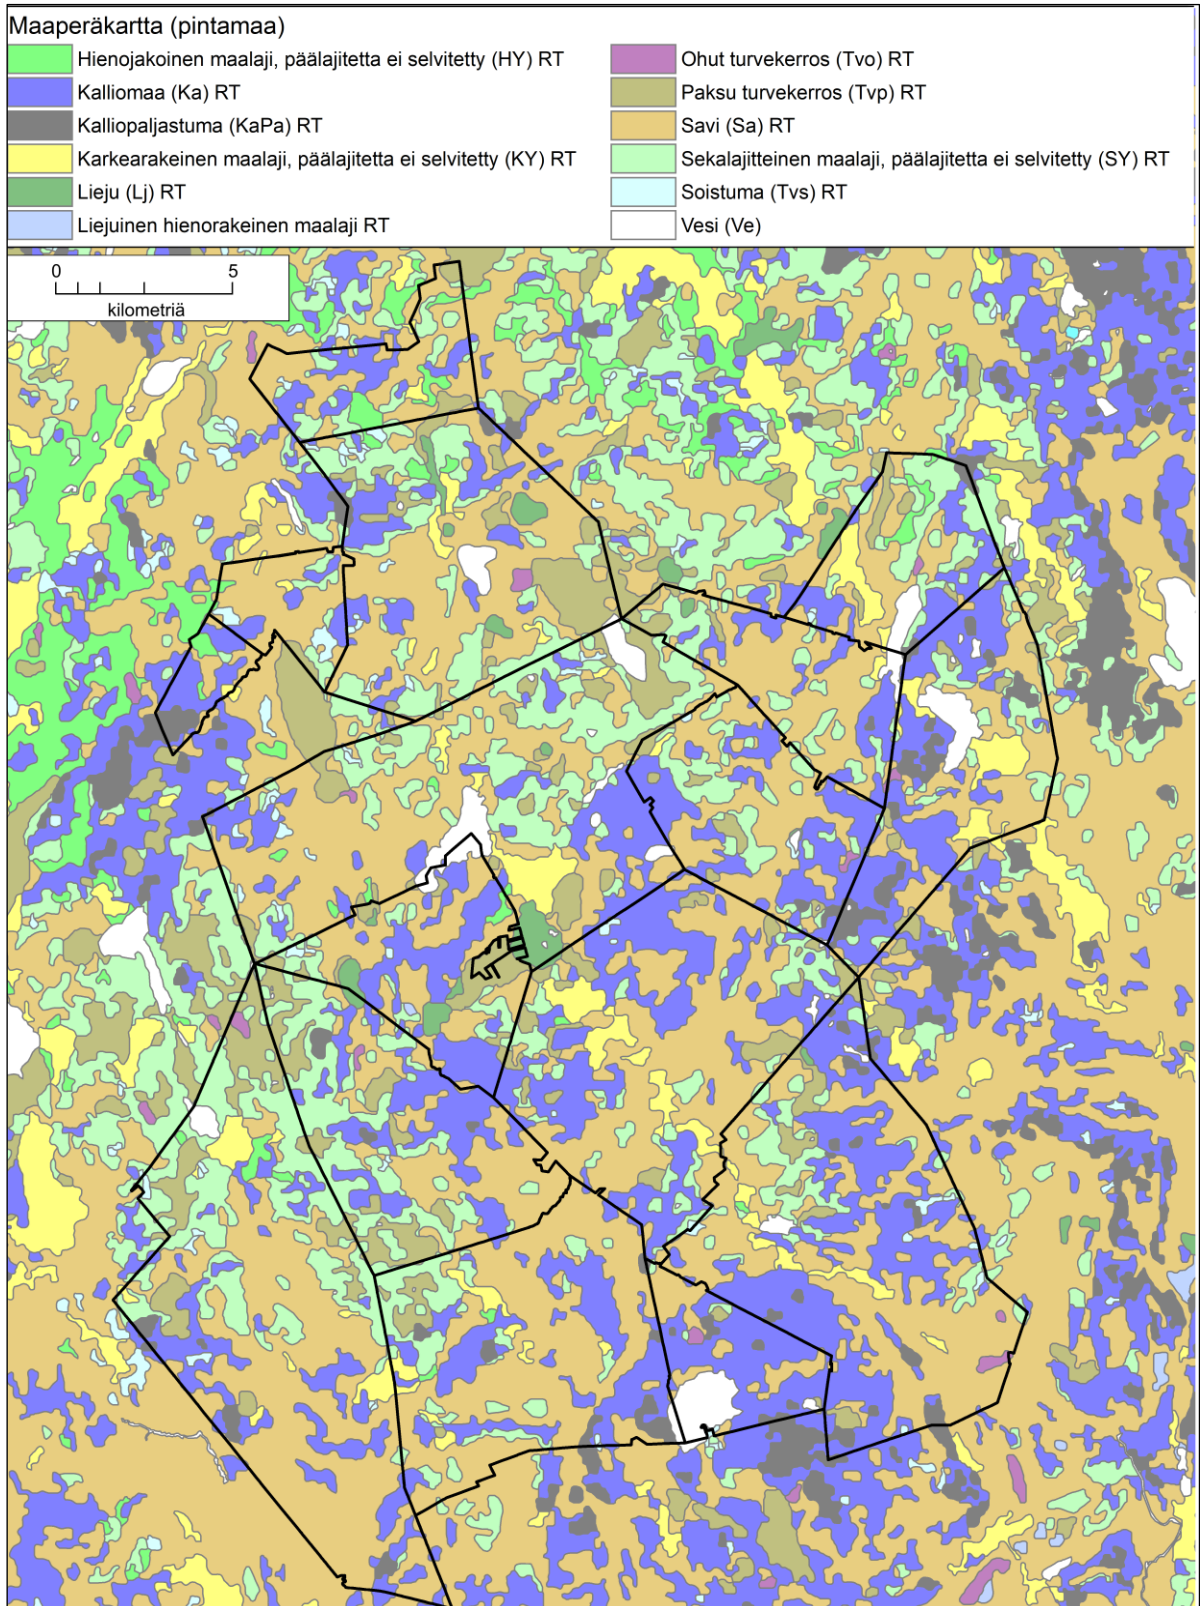 Maaperäkartta (pintamaa)
Hienojakoinen maalaji, päälajitetta ei selvitetty (HY) RT
Kalliomaa (Ka) RT
Kalliopaljastuma (KaPa) RT
Karkearakeinen maalaji, päälajitetta ei selvitetty (KY) RT
Lieju (Lj) RT
Liejuinen hienorakeinen maalaji RT
Ohut turvekerros (Tvo) RT
Paksu turvekerros (Tvp) RT
Savi (Sa) RT
Sekalajitteinen maalaji, päälajitetta ei selvitetty (SY) RT
Soistuma (Tvs) RT
Vesi (Ve)
0 5
kilometriä